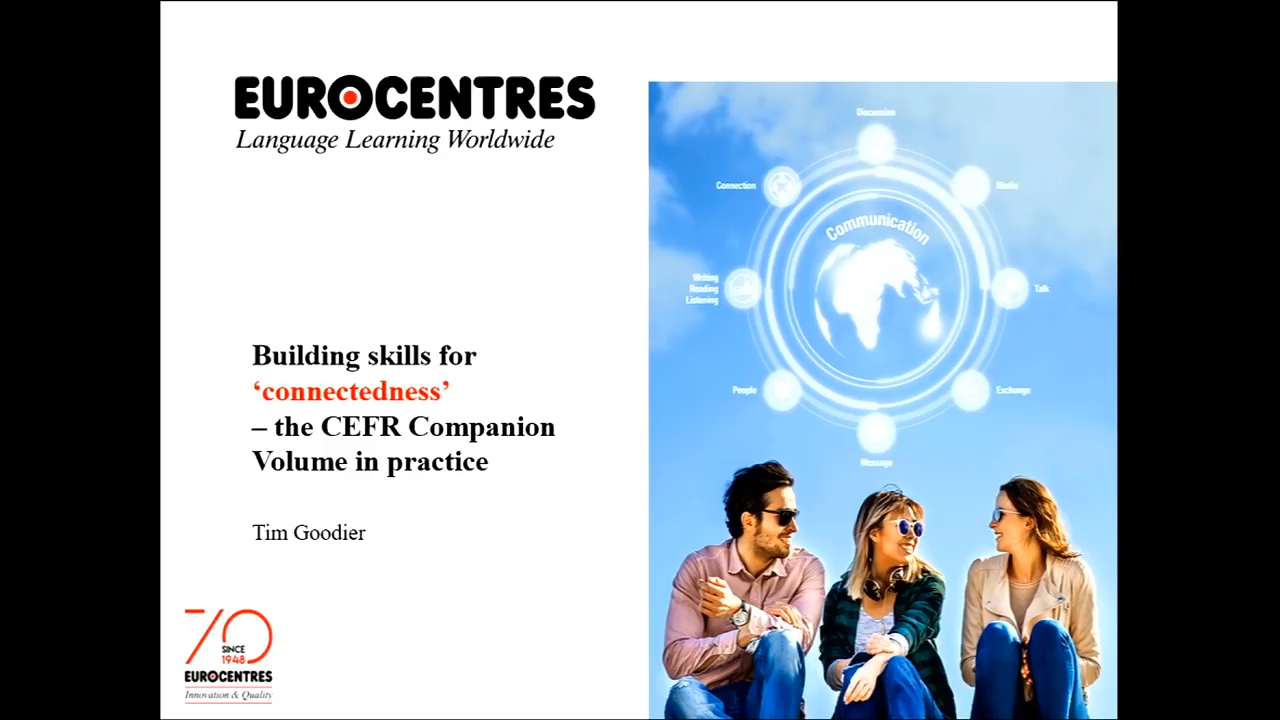 EUROCENTRES
Language Learning Worldwide
Building skills for
‘connectedness’
– the CEFR Companion
Volume in practice
Tim Goodier
70
SINCE
1948
EUROCENTRES
Innovation & Quality
Discussion
Connection
Media
Communication
Writing
Reading
Listening
Talk
People
Exchange
Message